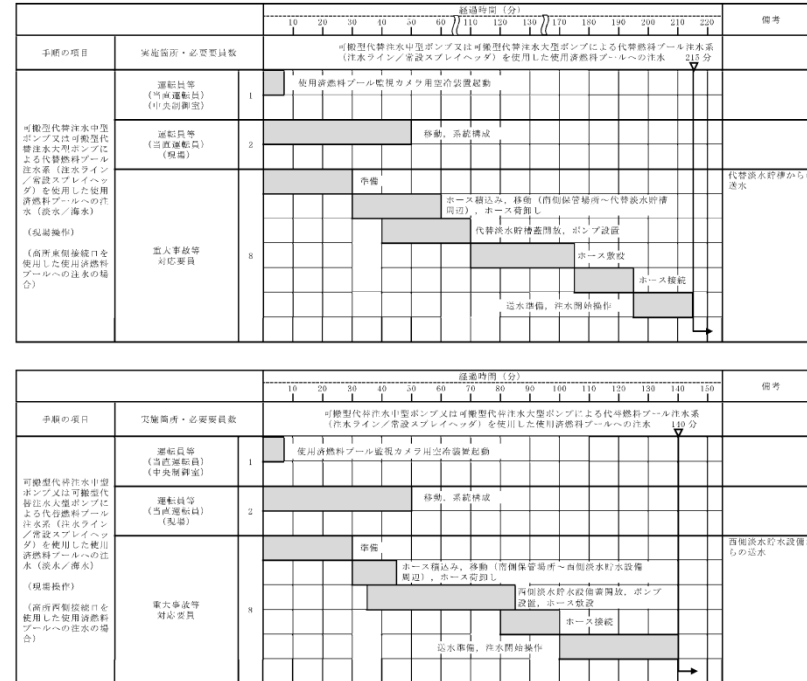 経過時間（分）
備考
10 20 30 40 50 60 110 120 130 140 170 180 190 200 210 220
手順の項目
実施箇所・必要要員数
可搬型代替注水中型ポンプ又は可搬型代替注水大型ポンプによる代替燃料プール注水系
（注水ライン／常設スプレイヘッダ）を使用した使用済燃料プールへの注水 215分
可搬型代替注水中型
ポンプ又は可搬型代
替注水大型ポンプに
よる代替燃料プール
注水系（注水ライン
／常設スプレイヘッ
ダ）を使用した使用
済燃料プールへの注
水（淡水／海水）
（現場操作）
（高所東側接続口を
使用した使用済燃料
プールへの注水の場
合）
運転員等
（当直運転員）
（中央制御室）
1
使用済燃料プール監視カメラ用空冷装置起動
運転員等
（当直運転員）
（現場）
2
移動，系統構成
重大事故等
対応要員
8
準備
ホース積込み，移動（南側保管場所～代替淡水貯槽
周辺），ホース荷卸し
代替淡水貯槽蓋開放，ポンプ設置
ホース敷設
ホース接続
送水準備，注水開始操作
代替淡水貯槽から
送水
経過時間（分）
備考
10 20 30 40 50 60 70 80 90 100 110 120 130 140 150
手順の項目
実施箇所・必要要員数
可搬型代替注水中型ポンプ又は可搬型代替注水大型ポンプによる代替燃料プール注水系
（注水ライン／常設スプレイヘッダ）を使用した使用済燃料プールへの注水 140分
可搬型代替注水中型
ポンプ又は可搬型代
替注水大型ポンプに
よる代替燃料プール
注水系（注水ライン
／常設スプレイヘッ
ダ）を使用した使用
済燃料プールへの注
水（淡水／海水）
（現場操作）
（高所西側接続口を
使用した使用済燃料
プールへの注水の場
合）
運転員等
（当直運転員）
（中央制御室）
1
使用済燃料プール監視カメラ用空冷装置起動
運転員等
（当直運転員）
（現場）
2
移動，系統構成
重大事故等
対応要員
8
準備
ホース積込み，移動（南側保管場所～西側淡水貯水設備
周辺），ホース荷卸し
西側淡水貯水設備蓋開放，ポンプ
設置，ホース敷設
ホース接続
送水準備，注水開始操作
西側淡水貯水設備
らの送水